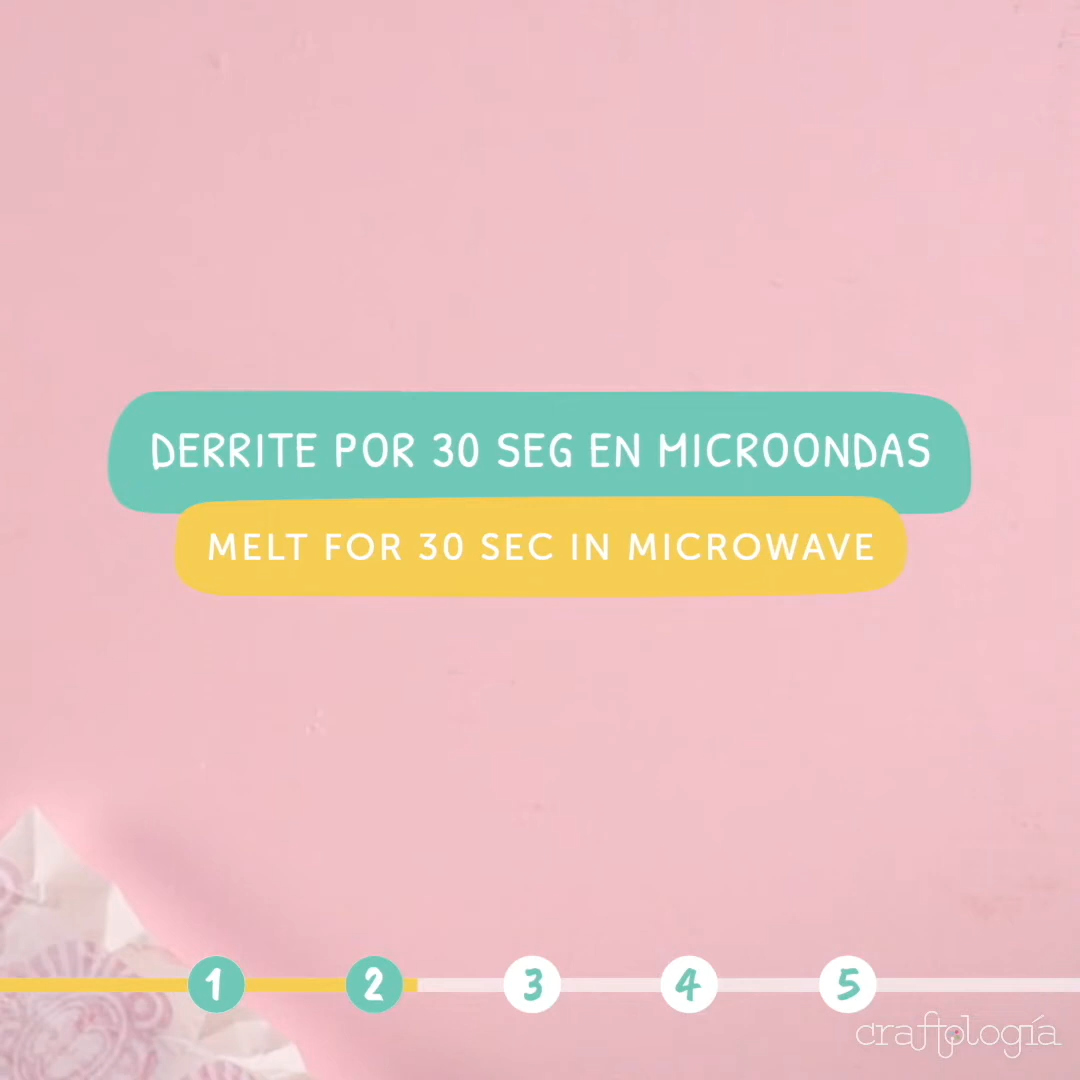 DERRITE POR 30 SEG EN MICROONDAS
MELT FOR 30 SEC IN MICROWAVE
1 2 3 4 5
craftología